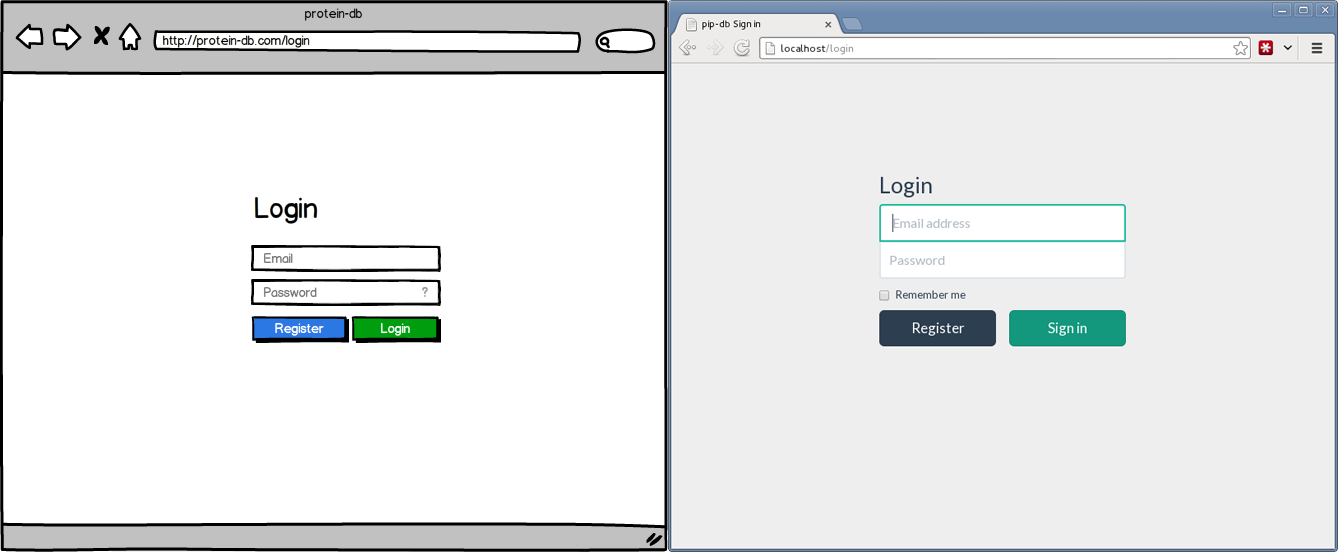 protein-db
http://protein-db.com/login
Login
Email
Password ?
Register Login
pip-db Sign in
localhost/login
Login
Email address
Password
Remember me
Register Sign in